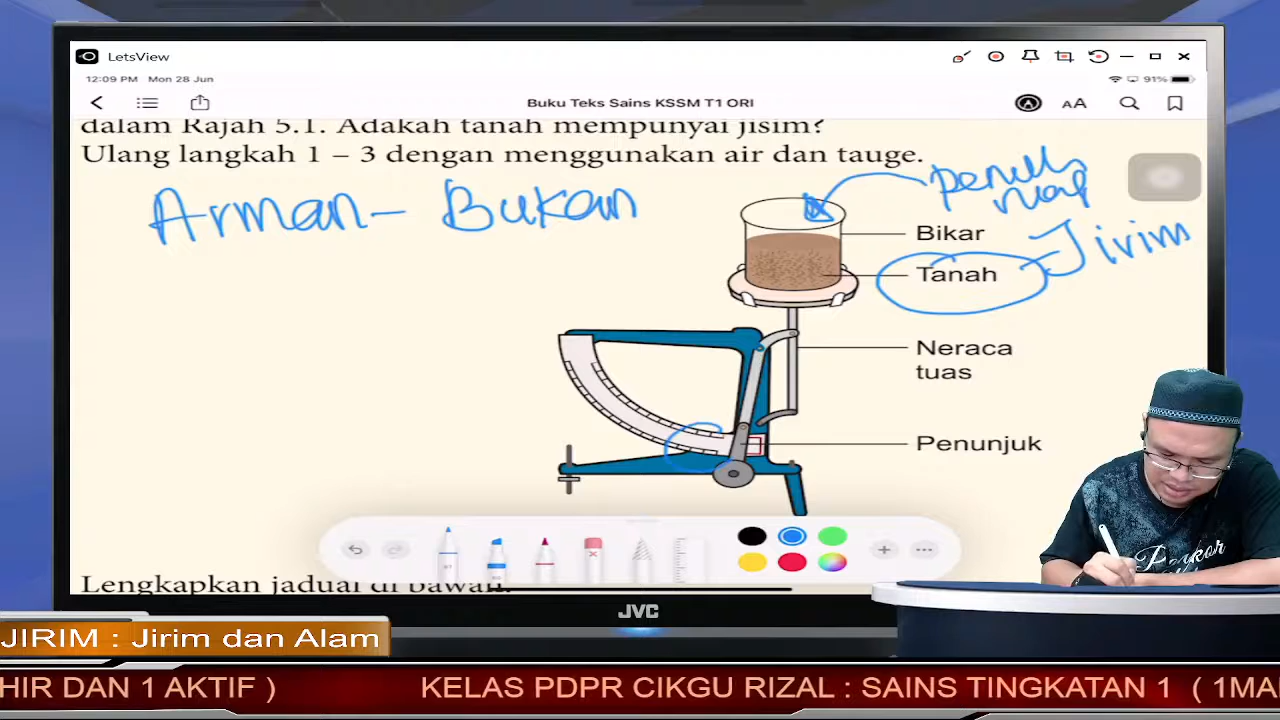 LetsView
12:09 PM Mon 28 Jun
91%
Buku Teks Sains KSSM T1 ORI
AA
dalam Rajah 5.1. Adakah tanah mempunyai jisim?
Ulang langkah 1 – 3 dengan menggunakan air dan tauge.
Arman - Bukan
Bikar
Jirim
Tanah
Neraca
tuas
Penunjuk
Lengkapkan jadual di bawah.
JVC
JIRIM : Jirim dan Alam
HIR DAN 1 AKTIF ) KELAS PDPR CIKGU RIZAL : SAINS TINGKATAN 1 ( 1MA